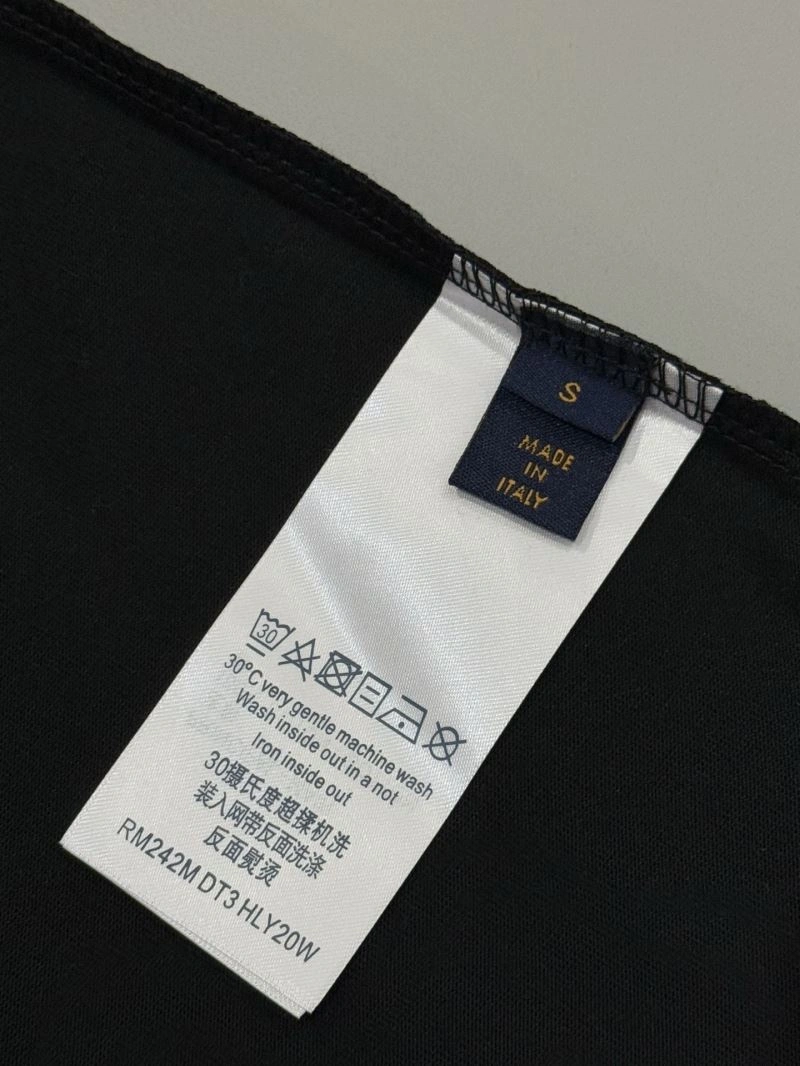 S
MADE
IN
ITALY
30
30°C very gentle machine wash
Wash inside out in a not
Iron inside out
30摄氏度超揉机洗
装入网带反面洗涤
反面熨烫
RM242M DT3 HLY20W